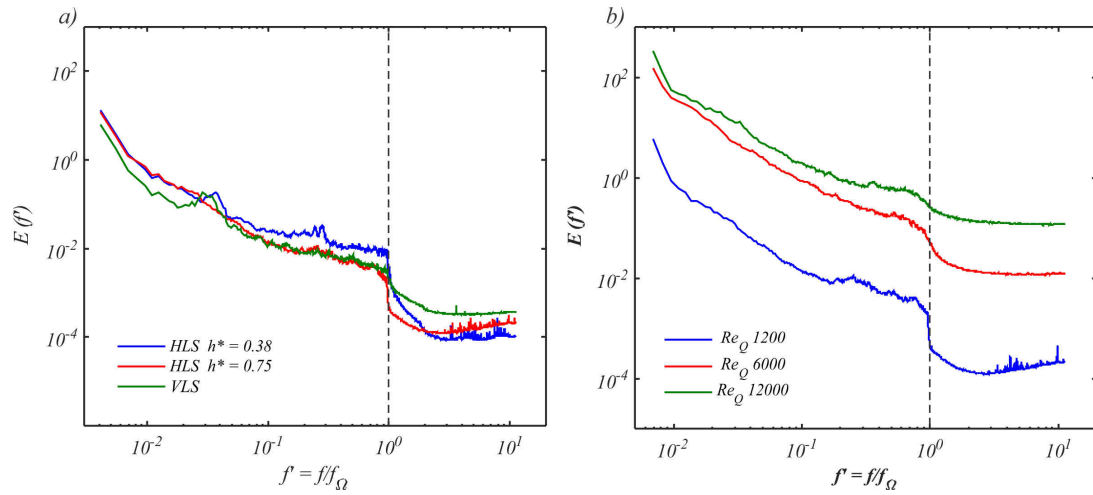 a)
10^2
10^0
10^-2
10^-4
E (f')
HLS h* = 0.38
HLS h* = 0.75
VLS
10^-2 10^-1 10^0 10^1
f' = f/f_Ω
b)
10^2
10^0
10^-2
10^-4
E (f')
Re_Q 1200
Re_Q 6000
Re_Q 12000
10^-2 10^-1 10^0 10^1
f' = f/f_Ω